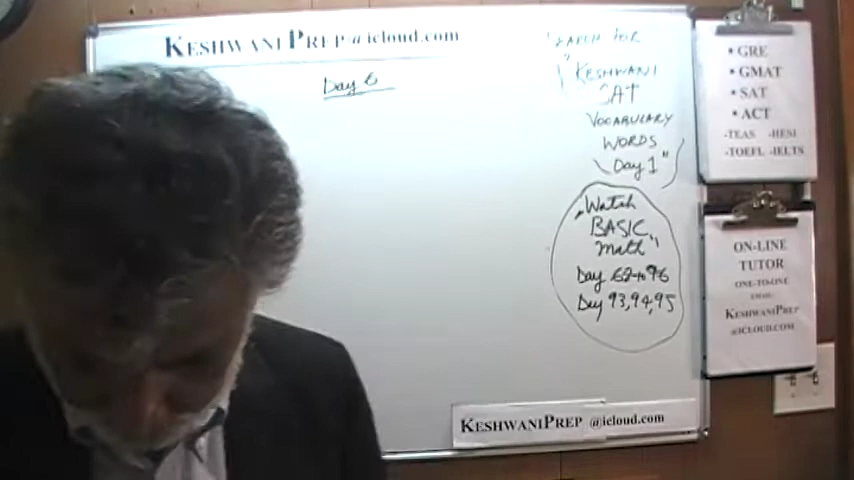 KESHWANIPREP@icloud.com
Day 6
SEARCH FOR
"KESHWANI
SAT
VOCABULARY
WORDS
Day 1"
"Watch
BASIC
Math"
Day 62 to 96
Day 93,94,95
• GRE
• GMAT
• SAT
• ACT
-TEAS -HESI
-TOEFL -IELTS
ON-LINE
TUTOR
ONE-TO-ONE
EMAIL:
KESHWANIPREP
@ICLOUD.COM
KESHWANIPREP @icloud.com